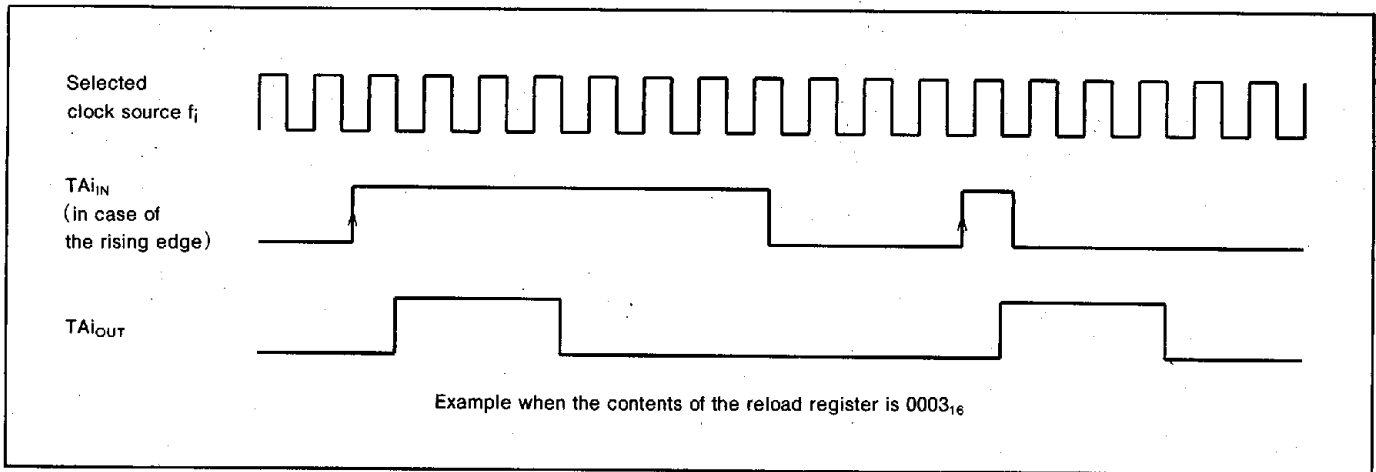 Selected
clock source fᵢ
TAiIN
(in case of
the rising edge)
TAiOUT
Example when the contents of the reload register is 0003₁₆